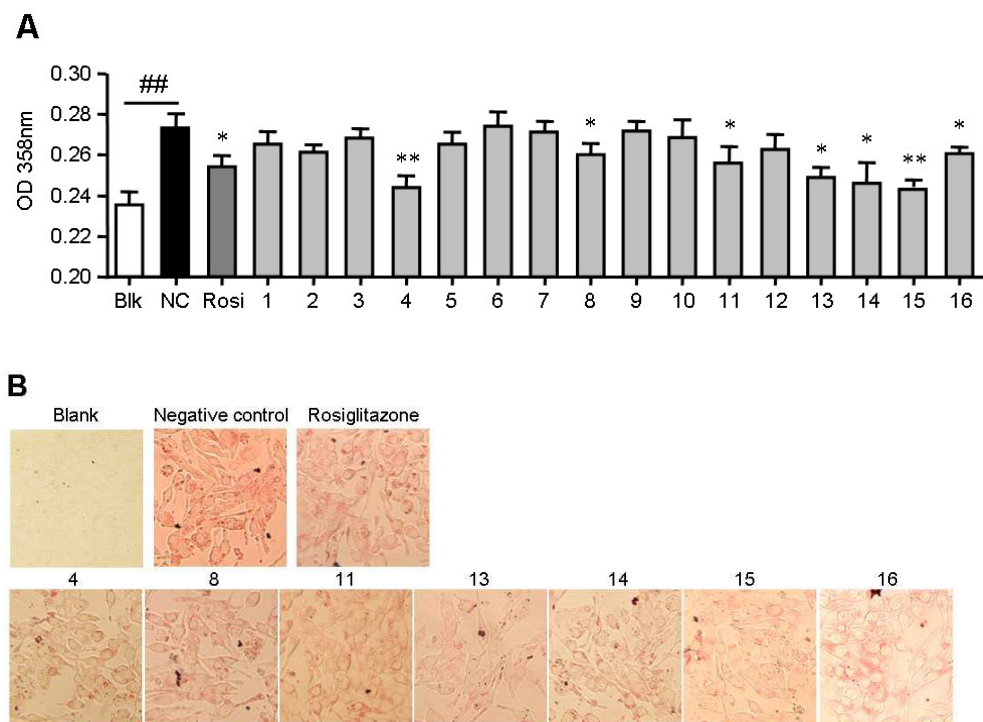 A
0.30
##
0.28
*
*
*
*
*
*
0.26
**
**
OD 358nm
0.24
0.22
0.20
Blk NC Rosi 1 2 3 4 5 6 7 8 9 10 11 12 13 14 15 16
B
Blank Negative control Rosiglitazone
4 8 11 13 14 15 16